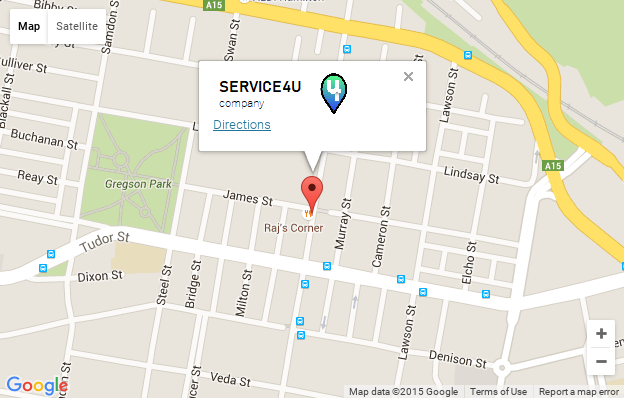 Bibby St
A15
Hamilton
Map
Satellite
Samdon St
Swan St
Gulliver St
Blackall St
SERVICE4U
company
Directions
Lawson St
Buchanan St
Reay St
Gregson Park
Lindsay St
A15
James St
Raj's Corner
Murray St
Cameron St
Tudor St
Elcho St
Dixon St
Steel St
Bridge St
Milton St
Lawson St
Denison St
Veda St
+
−
Google
Map data ©2015 Google
Terms of Use
Report a map error